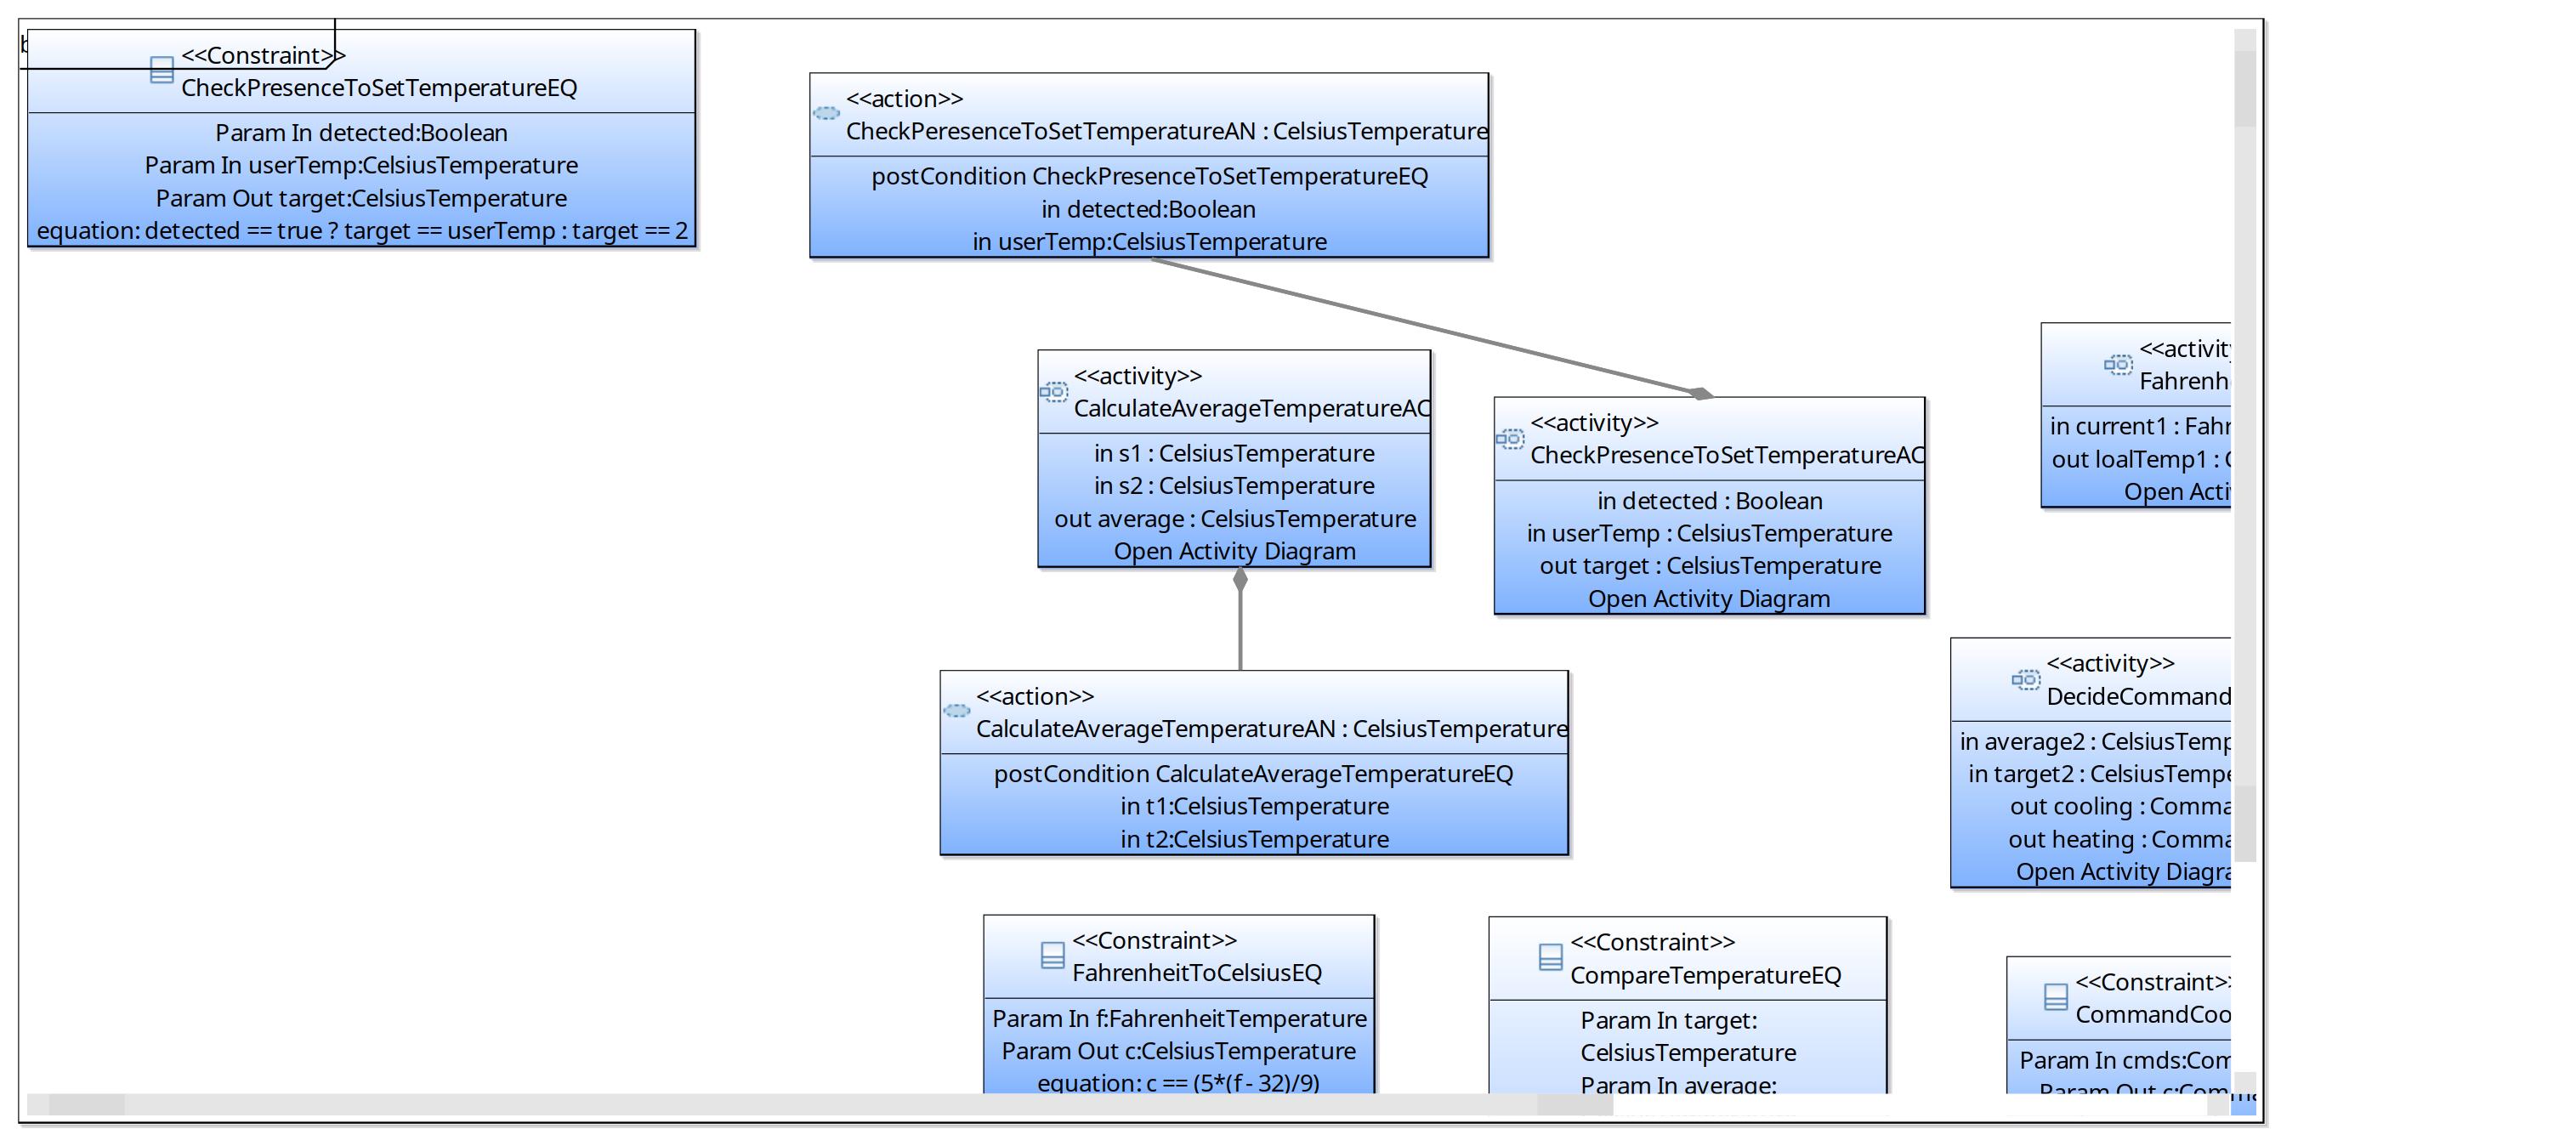 <<Constraint>>
CheckPresenceToSetTemperatureEQ
Param In detected:Boolean
Param In userTemp:CelsiusTemperature
Param Out target:CelsiusTemperature
equation: detected == true ? target == userTemp : target == 2
<<action>>
CheckPeresenceToSetTemperatureAN : CelsiusTemperature
postCondition CheckPresenceToSetTemperatureEQ
in detected:Boolean
in userTemp:CelsiusTemperature
<<activity>>
CalculateAverageTemperatureAC
in s1 : CelsiusTemperature
in s2 : CelsiusTemperature
out average : CelsiusTemperature
Open Activity Diagram
<<activity>>
CheckPresenceToSetTemperatureAC
in detected : Boolean
in userTemp : CelsiusTemperature
out target : CelsiusTemperature
Open Activity Diagram
<<activity
Fahrenh
in current1 : Fahr
out loalTemp1 :
Open Acti
<<action>>
CalculateAverageTemperatureAN : CelsiusTemperature
postCondition CalculateAverageTemperatureEQ
in t1:CelsiusTemperature
in t2:CelsiusTemperature
<<activity>>
DecideCommand
in average2 : CelsiusTemp
in target2 : CelsiusTempe
out cooling : Comma
out heating : Comma
Open Activity Diagra
<<Constraint>>
FahrenheitToCelsiusEQ
Param In f:FahrenheitTemperature
Param Out c:CelsiusTemperature
equation: c == (5*(f - 32)/9)
<<Constraint>>
CompareTemperatureEQ
Param In target:
CelsiusTemperature
Param In average:
<<Constraint>
CommandCoo
Param In cmds:Com
Param Out c:Comma